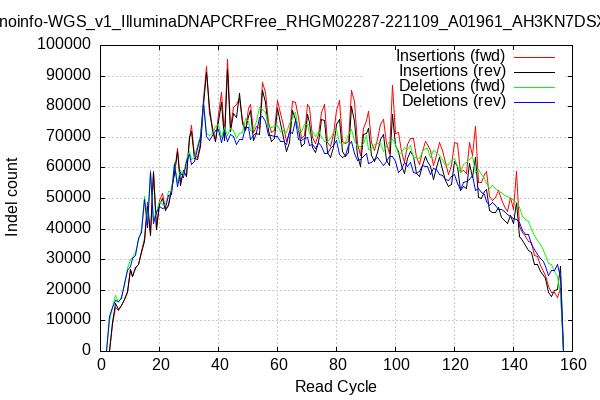 noinfo-WGS_v1_IlluminaDNAPCRFree_RHGM02287-221109_A01961_AH3KN7DSX
Insertions (fwd)
Insertions (rev)
Deletions (fwd)
Deletions (rev)
100000
90000
80000
70000
60000
50000
40000
30000
20000
10000
0
Indel count
0 20 40 60 80 100 120 140 160
Read Cycle